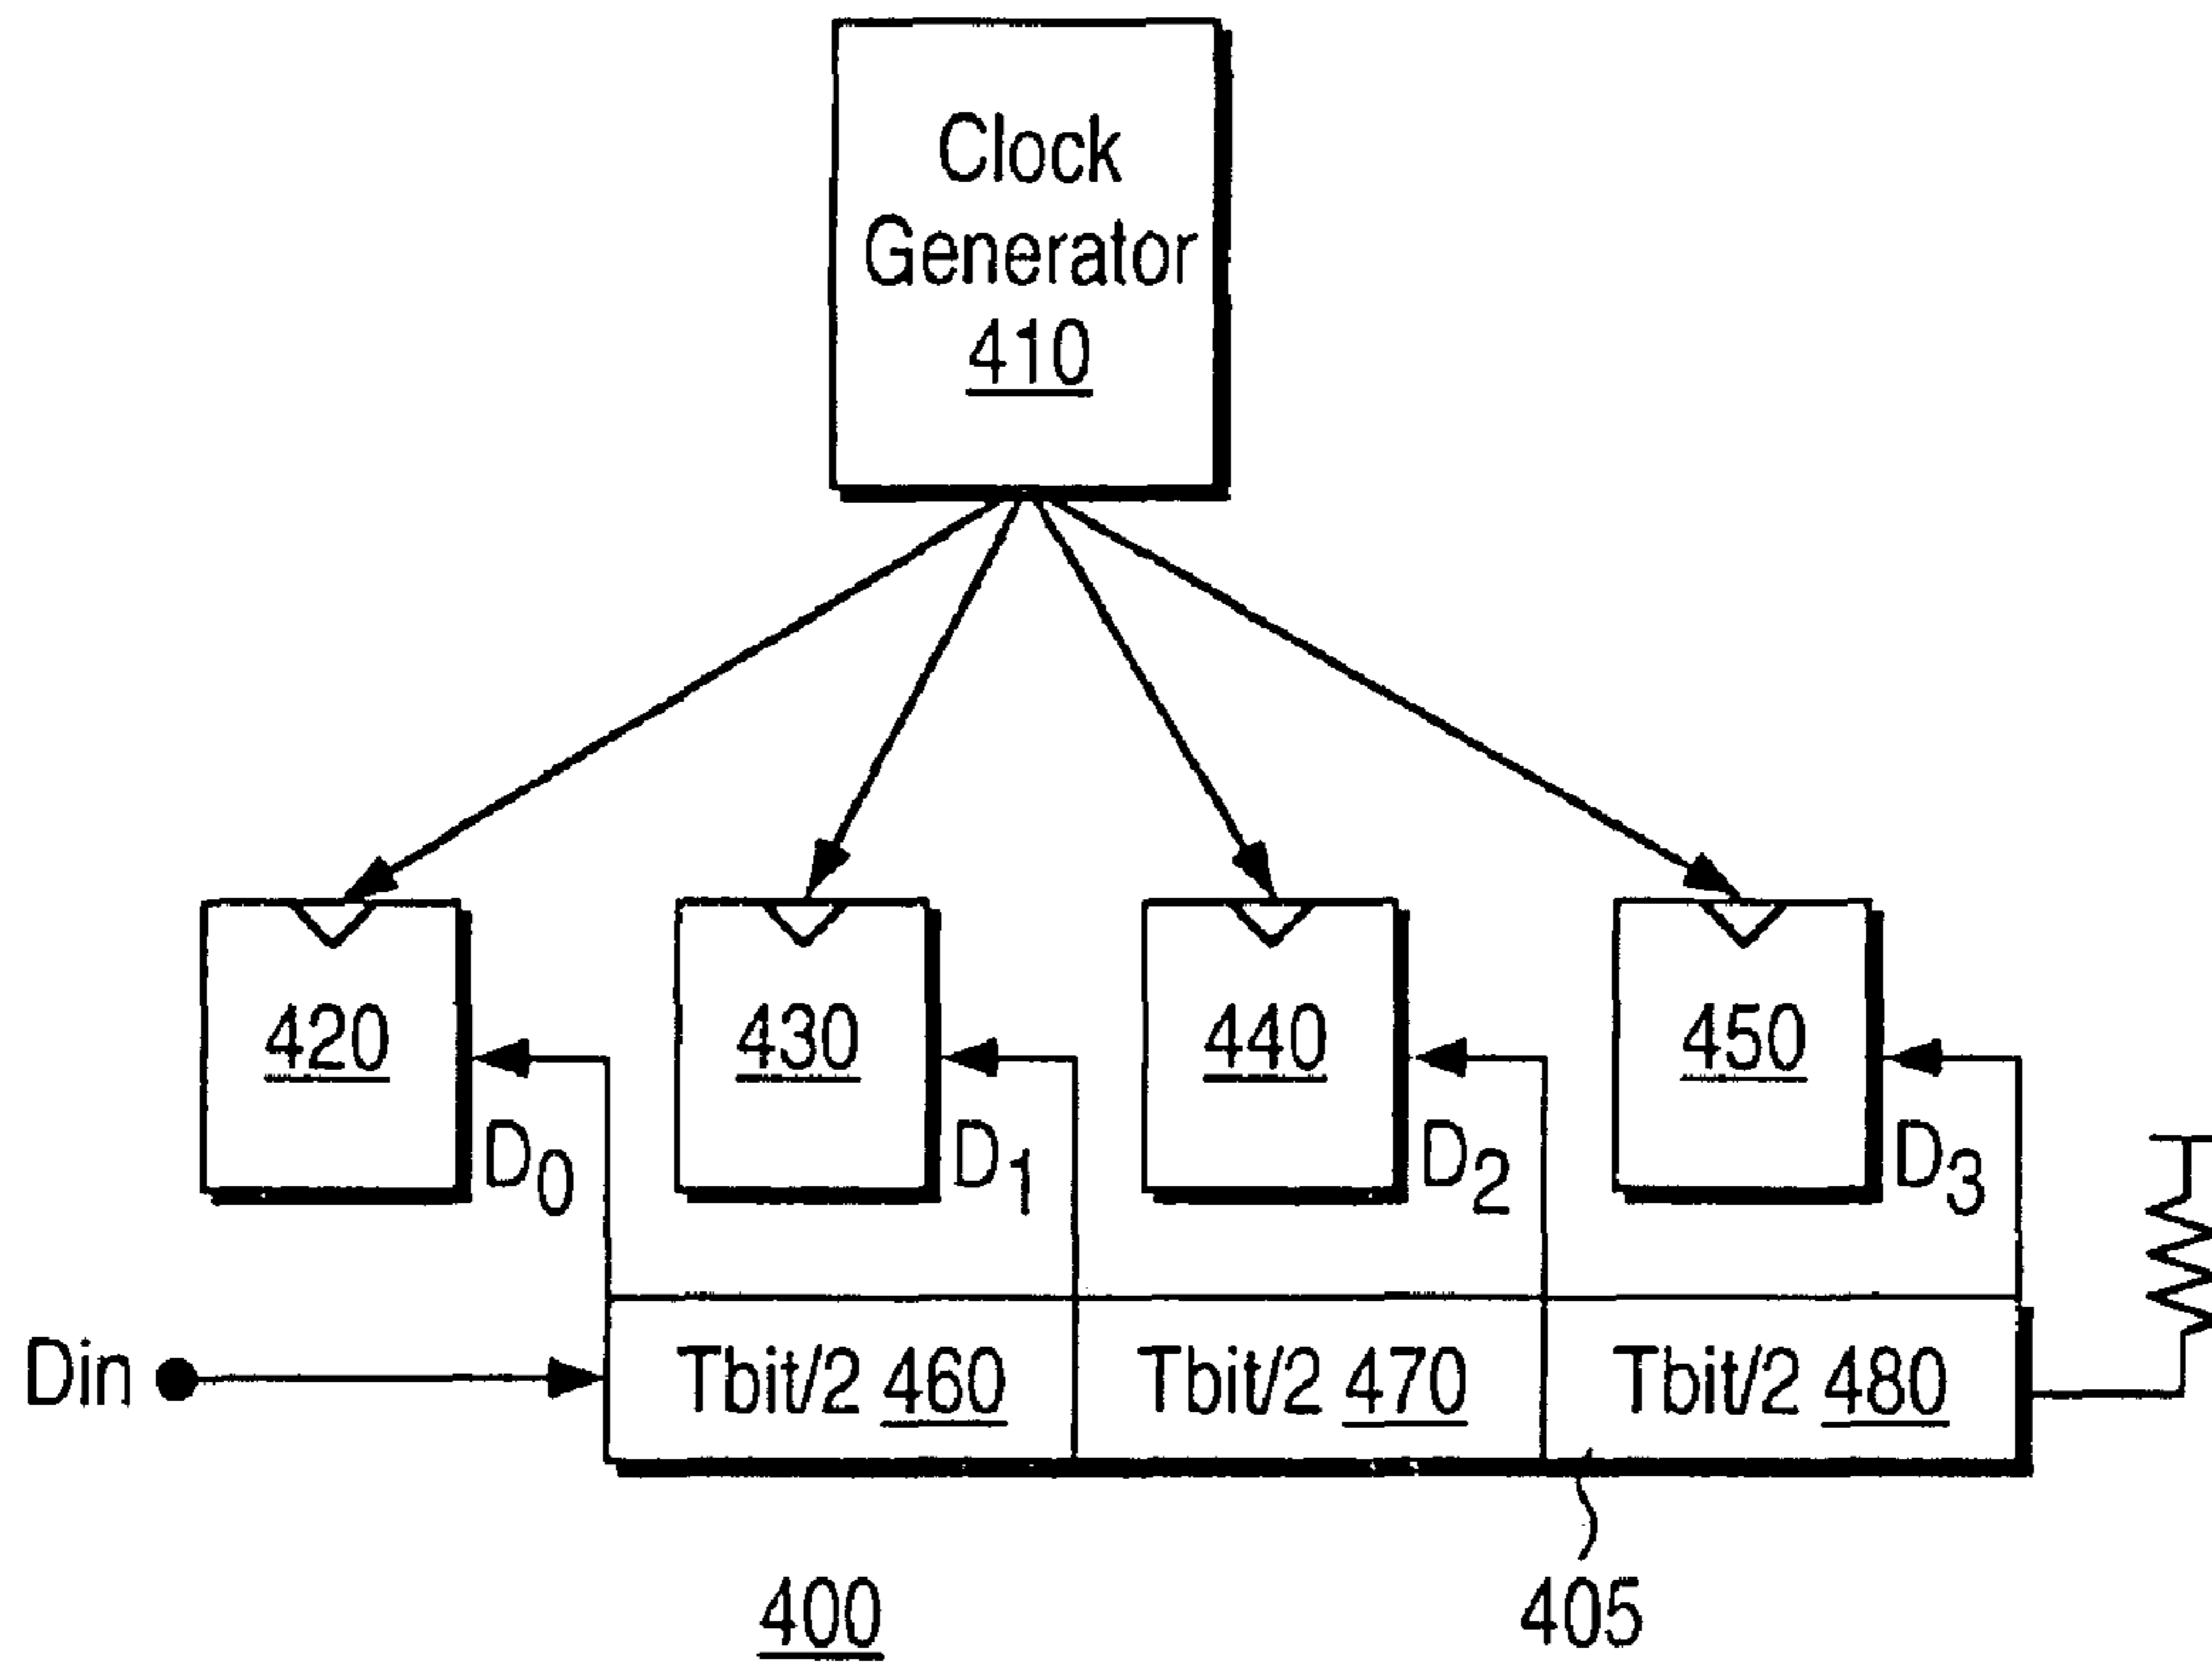 Clock
Generator
410
420
430
440
450
D0
D1
D2
D3
Din
Tbit/2 460
Tbit/2 470
Tbit/2 480
400
405